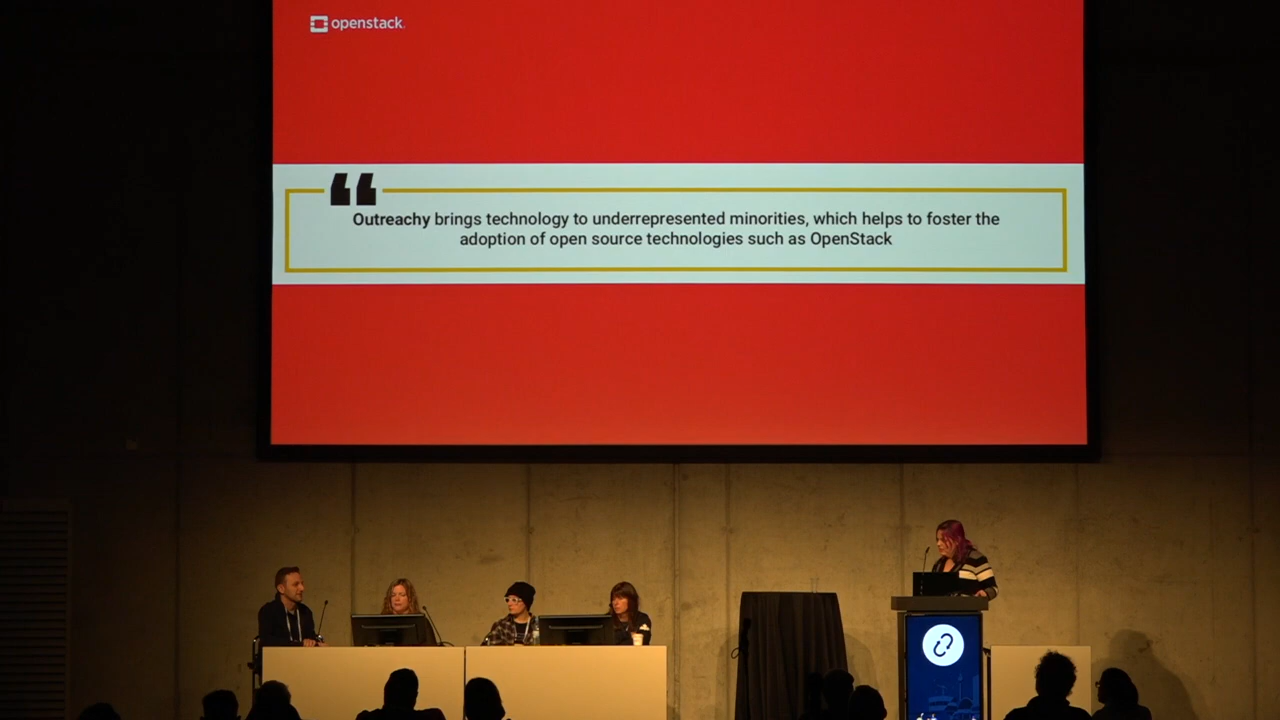 openstack.
Outreachy brings technology to underrepresented minorities, which helps to foster the
adoption of open source technologies such as OpenStack